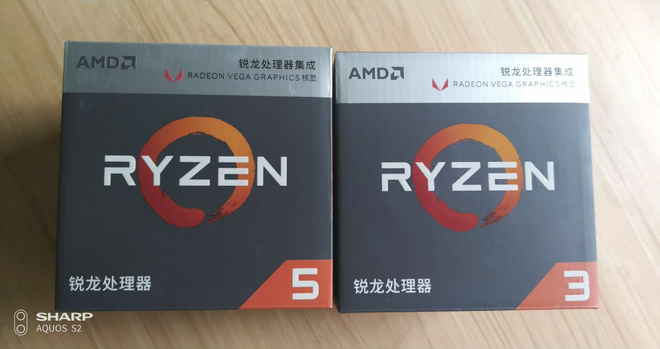 AMD
锐龙处理器集成
RADEON VEGA GRAPHICS 核显
RYZEN
锐龙处理器
5
AMD
锐龙处理器集成
RADEON VEGA GRAPHICS 核显
RYZEN
锐龙处理器
3
SHARP
AQUOS S2